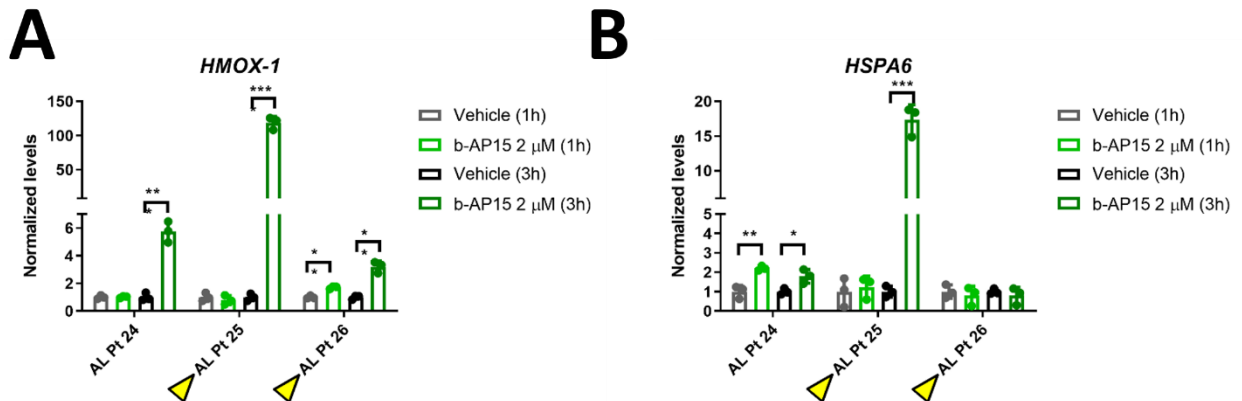 A
HMOX-1
Normalized levels
150
100
50
6
4
2
0
***
*
**
*
*
*
*
*
AL Pt 24
AL Pt 25
AL Pt 26
Vehicle (1h)
b-AP15 2 μM (1h)
Vehicle (3h)
b-AP15 2 μM (3h)
B
HSPA6
Normalized levels
20
15
10
5
4
3
2
1
0
***
**
*
AL Pt 24
AL Pt 25
AL Pt 26
Vehicle (1h)
b-AP15 2 μM (1h)
Vehicle (3h)
b-AP15 2 μM (3h)